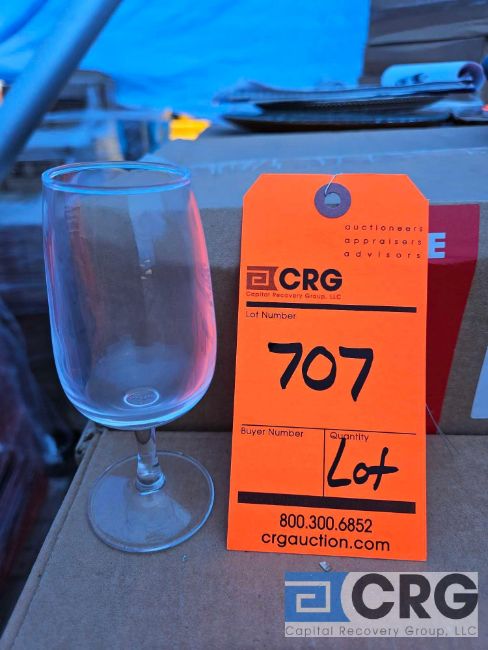 auctioneers
appraisers
advisors
E
CRG
Capital Recovery Group, LLC
Lot Number
707
Buyer Number
Quantity
Lot
800.300.6852
crgauction.com
CRG
Capital Recovery Group, LLC